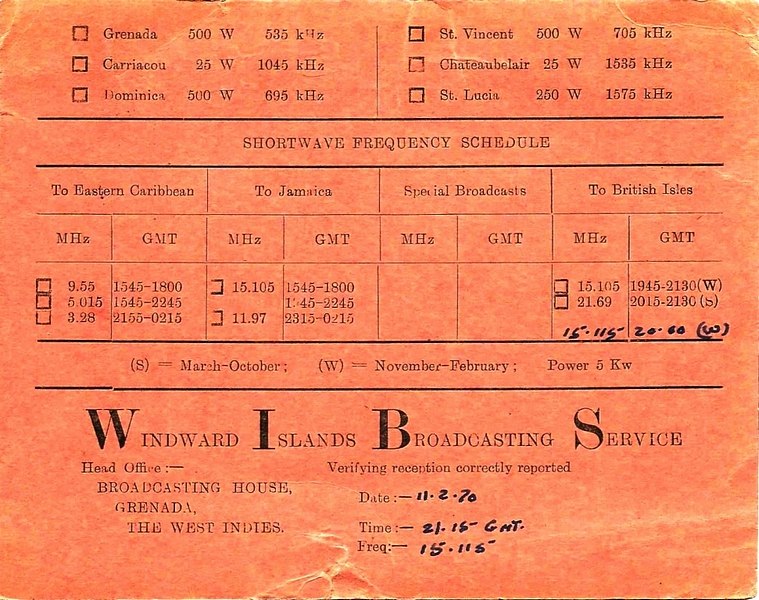 Grenada 500 W 535 kHz St. Vincent 500 W 705 kHz
Carriacou 25 W 1045 kHz Chateaubelair 25 W 1535 kHz
Dominica 500 W 695 kHz St. Lucia 250 W 1575 kHz
SHORTWAVE FREQUENCY SCHEDULE
To Eastern Caribbean To Jamaica Special Broadcasts To British Isles
MHz GMT MHz GMT MHz GMT MHz GMT
9.55 1545-1800 15.105 1545-1800 15.105 1945-2130(W)
5.015 1545-2245 1545-2245 21.69 2015-2130(S)
3.28 2155-0215 11.97 2315-0215
15.115 20.00 (W)
(S) = March-October; (W) = November-February; Power 5 Kw
WINDWARD ISLANDS BROADCASTING SERVICE
Head Office:— Verifying reception correctly reported
BROADCASTING HOUSE,
GRENADA,
THE WEST INDIES.
Date:— 11.2.70
Time:— 21.15 GMT.
Freq:— 15.115